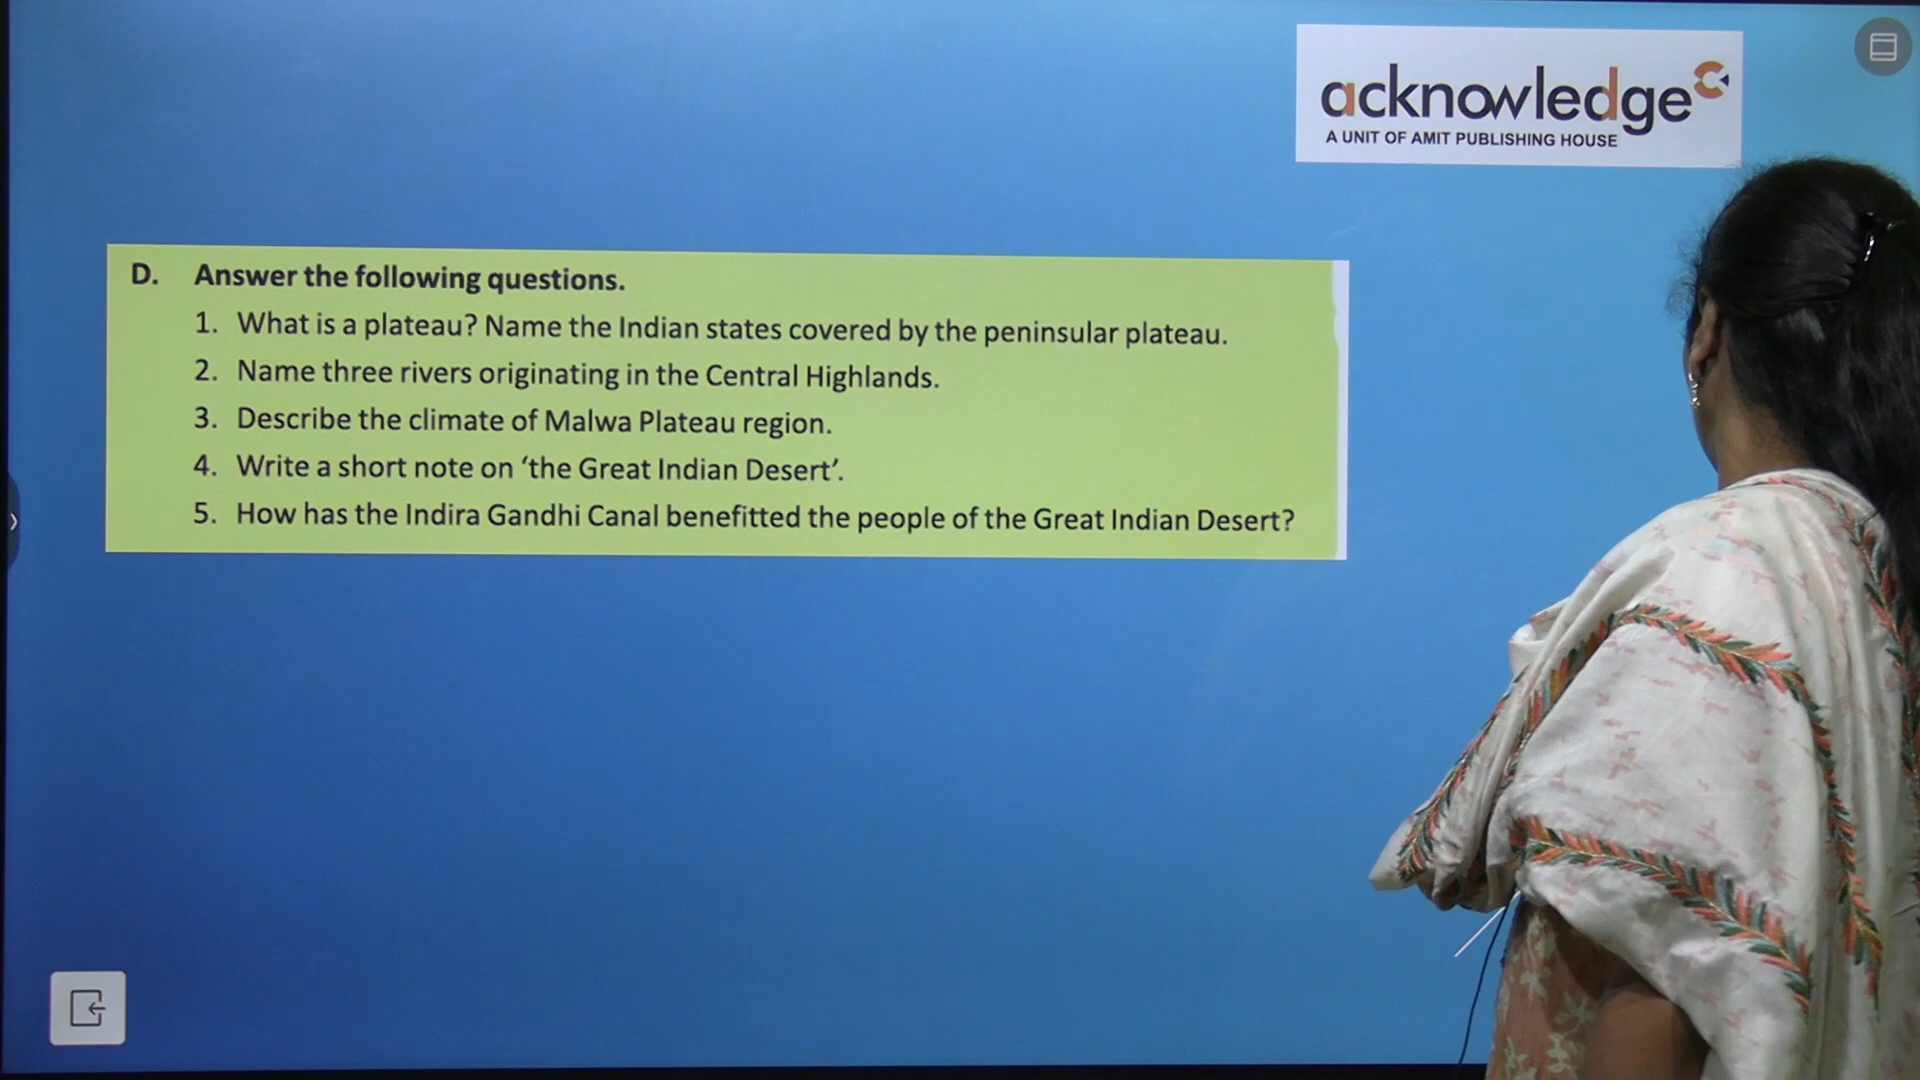 acknowledge
A UNIT OF AMIT PUBLISHING HOUSE
D. Answer the following questions.
1. What is a plateau? Name the Indian states covered by the peninsular plateau.
2. Name three rivers originating in the Central Highlands.
3. Describe the climate of Malwa Plateau region.
4. Write a short note on ‘the Great Indian Desert’.
5. How has the Indira Gandhi Canal benefitted the people of the Great Indian Desert?